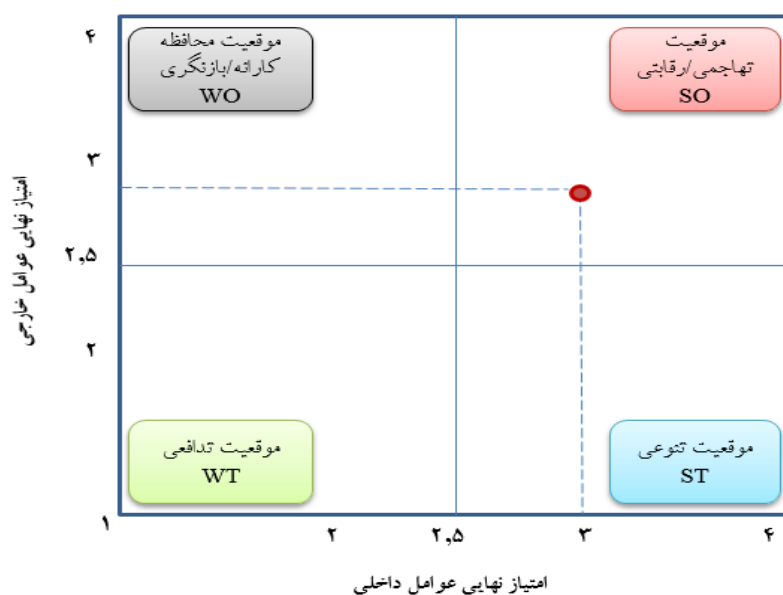 ۴
موقعیت محافظه
کارانه/بازنگری
WO
موقعیت
تهاجمی/رقابتی
SO
۳
امتیاز نهایی عوامل خارجی
۲٫۵
۲
موقعیت تدافعی
WT
موقعیت تنوعی
ST
۱
۲
۲٫۵
۳
۴
امتیاز نهایی عوامل داخلی